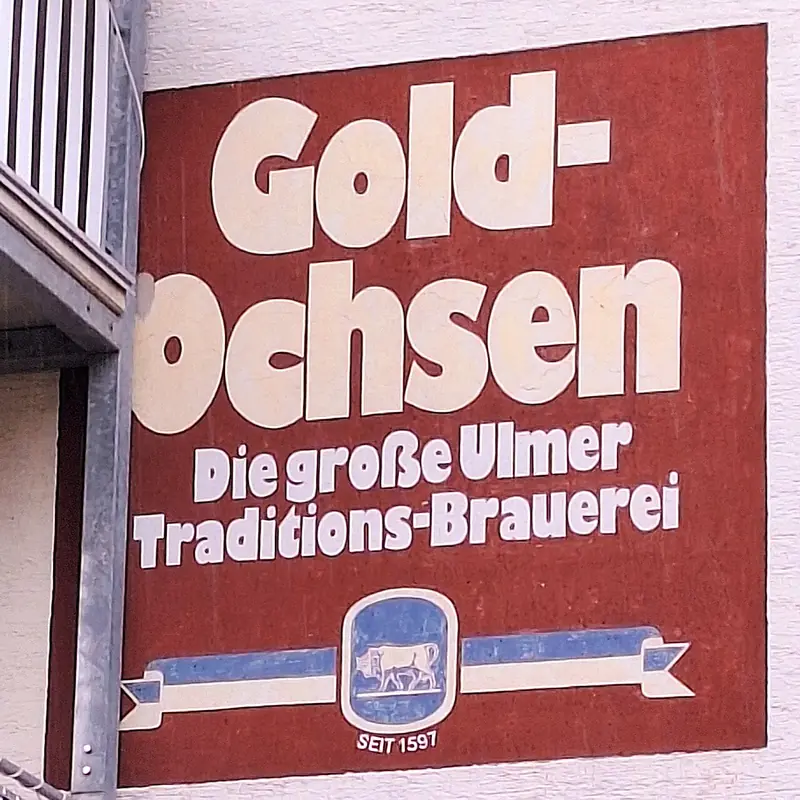 Gold-
Ochsen
Die große Ulmer
Traditions-Brauerei
SEIT 1597